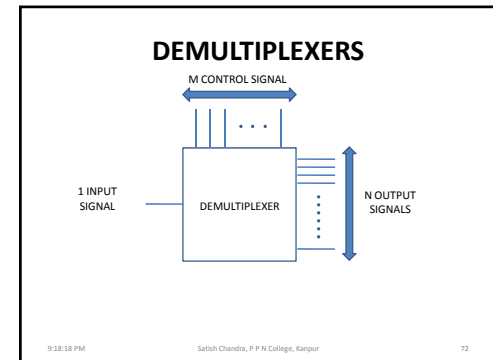 DEMULTIPLEXERS
M CONTROL SIGNAL
1 INPUT
SIGNAL
DEMULTIPLEXER
N OUTPUT
SIGNALS
9:18:18 PM
Satish Chandra, P P N College, Kanpur
72